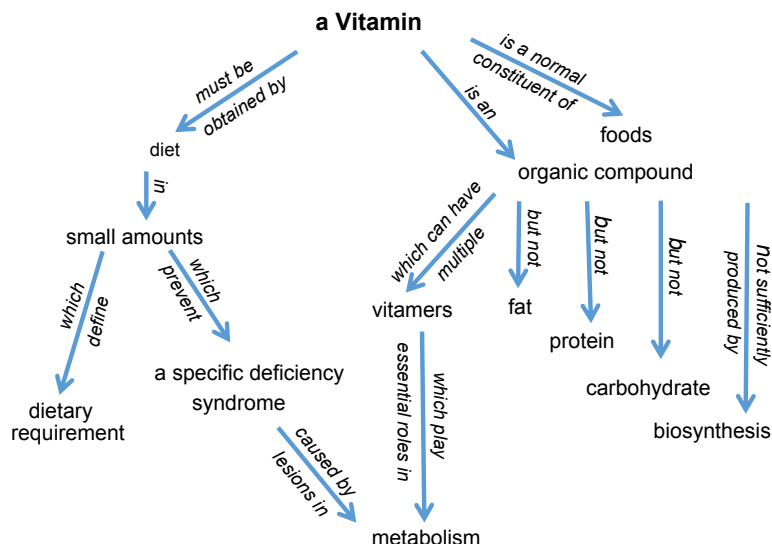 a Vitamin
must be
obtained by
is an
is a normal
constituent of
foods
diet
organic compound
in
small amounts
which can have
multiple
but not
but not
but not
not sufficiently
produced by
which
define
which
prevent
vitamers
fat
protein
carbohydrate
biosynthesis
a specific deficiency
syndrome
dietary
requirement
which play
essential roles in
caused by
lesions in
metabolism